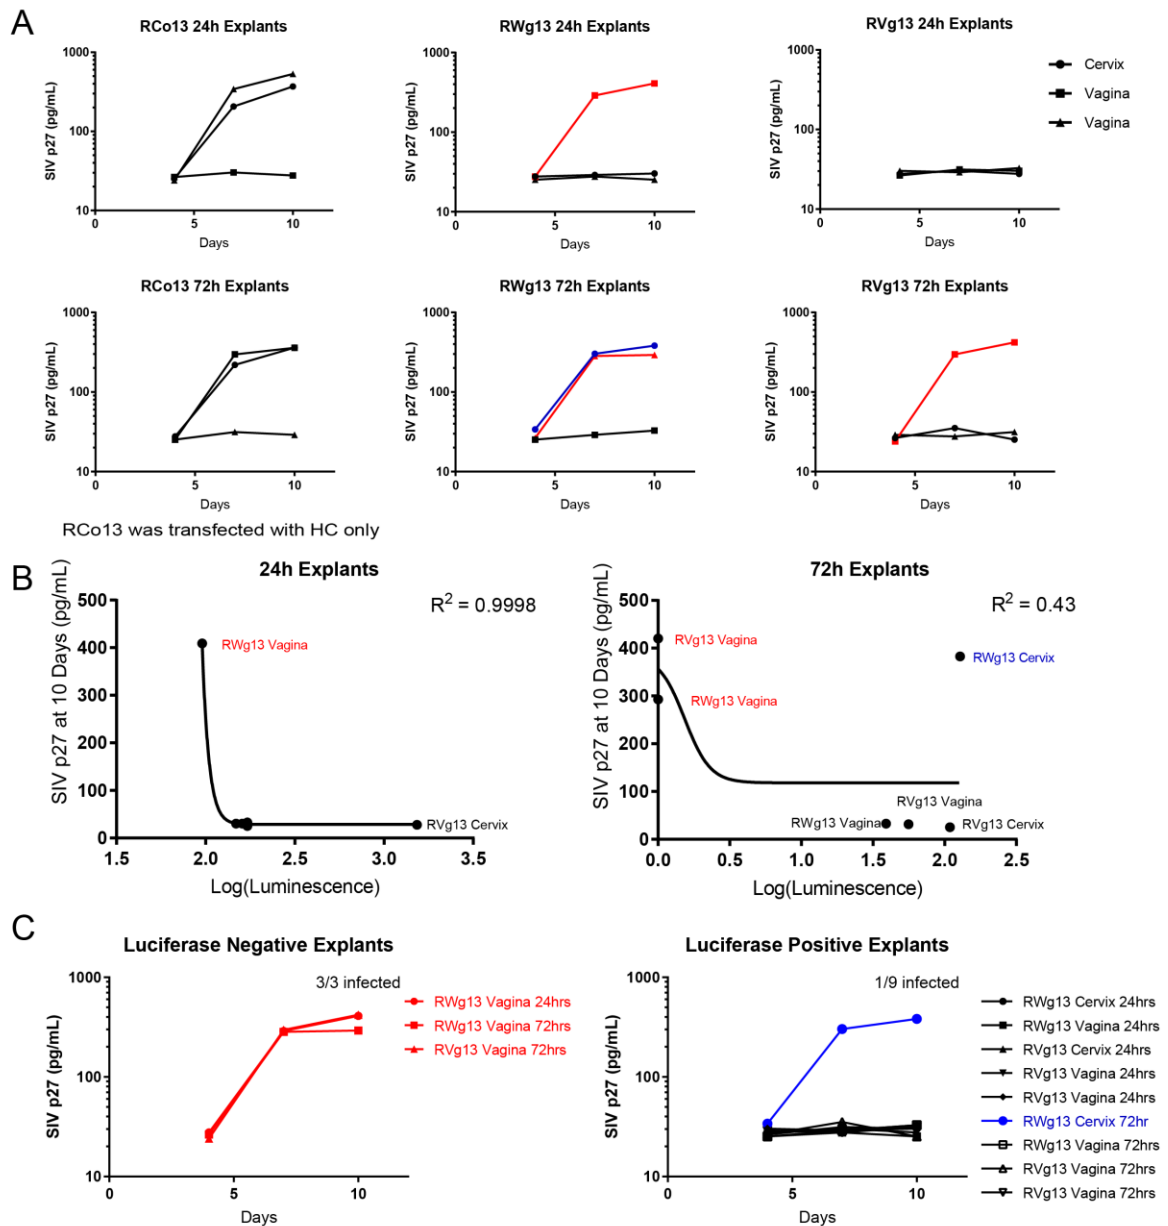 A
RCo13 24h Explants
SIV p27 (pg/mL)
1000
100
10
0
5
10
Days
RWg13 24h Explants
SIV p27 (pg/mL)
1000
100
10
0
5
10
Days
RVg13 24h Explants
SIV p27 (pg/mL)
1000
100
10
0
5
10
Days
Cervix
Vagina
Vagina
RCo13 72h Explants
SIV p27 (pg/mL)
1000
100
10
0
5
10
Days
RWg13 72h Explants
SIV p27 (pg/mL)
1000
100
10
0
5
10
Days
RVg13 72h Explants
SIV p27 (pg/mL)
1000
100
10
0
5
10
Days
RCo13 was transfected with HC only
B
24h Explants
R² = 0.9998
SIV p27 at 10 Days (pg/mL)
500
400
300
200
100
0
RWg13 Vagina
RVg13 Cervix
1.5
2.0
2.5
3.0
3.5
Log(Luminescence)
72h Explants
R² = 0.43
SIV p27 at 10 Days (pg/mL)
500
400
300
200
100
0
RVg13 Vagina
RWg13 Cervix
RWg13 Vagina
RVg13 Vagina
RWg13 Vagina
RVg13 Cervix
0.0
0.5
1.0
1.5
2.0
2.5
Log(Luminescence)
C
Luciferase Negative Explants
3/3 infected
SIV p27 (pg/mL)
1000
100
10
0
5
10
Days
RWg13 Vagina 24hrs
RWg13 Vagina 72hrs
RVg13 Vagina 72hrs
Luciferase Positive Explants
1/9 infected
SIV p27 (pg/mL)
1000
100
10
0
5
10
Days
RWg13 Cervix 24hrs
RWg13 Vagina 24hrs
RVg13 Cervix 24hrs
RVg13 Vagina 24hrs
RVg13 Vagina 24hrs
RWg13 Cervix 72hr
RWg13 Vagina 72hrs
RVg13 Vagina 72hrs
RVg13 Vagina 72hrs